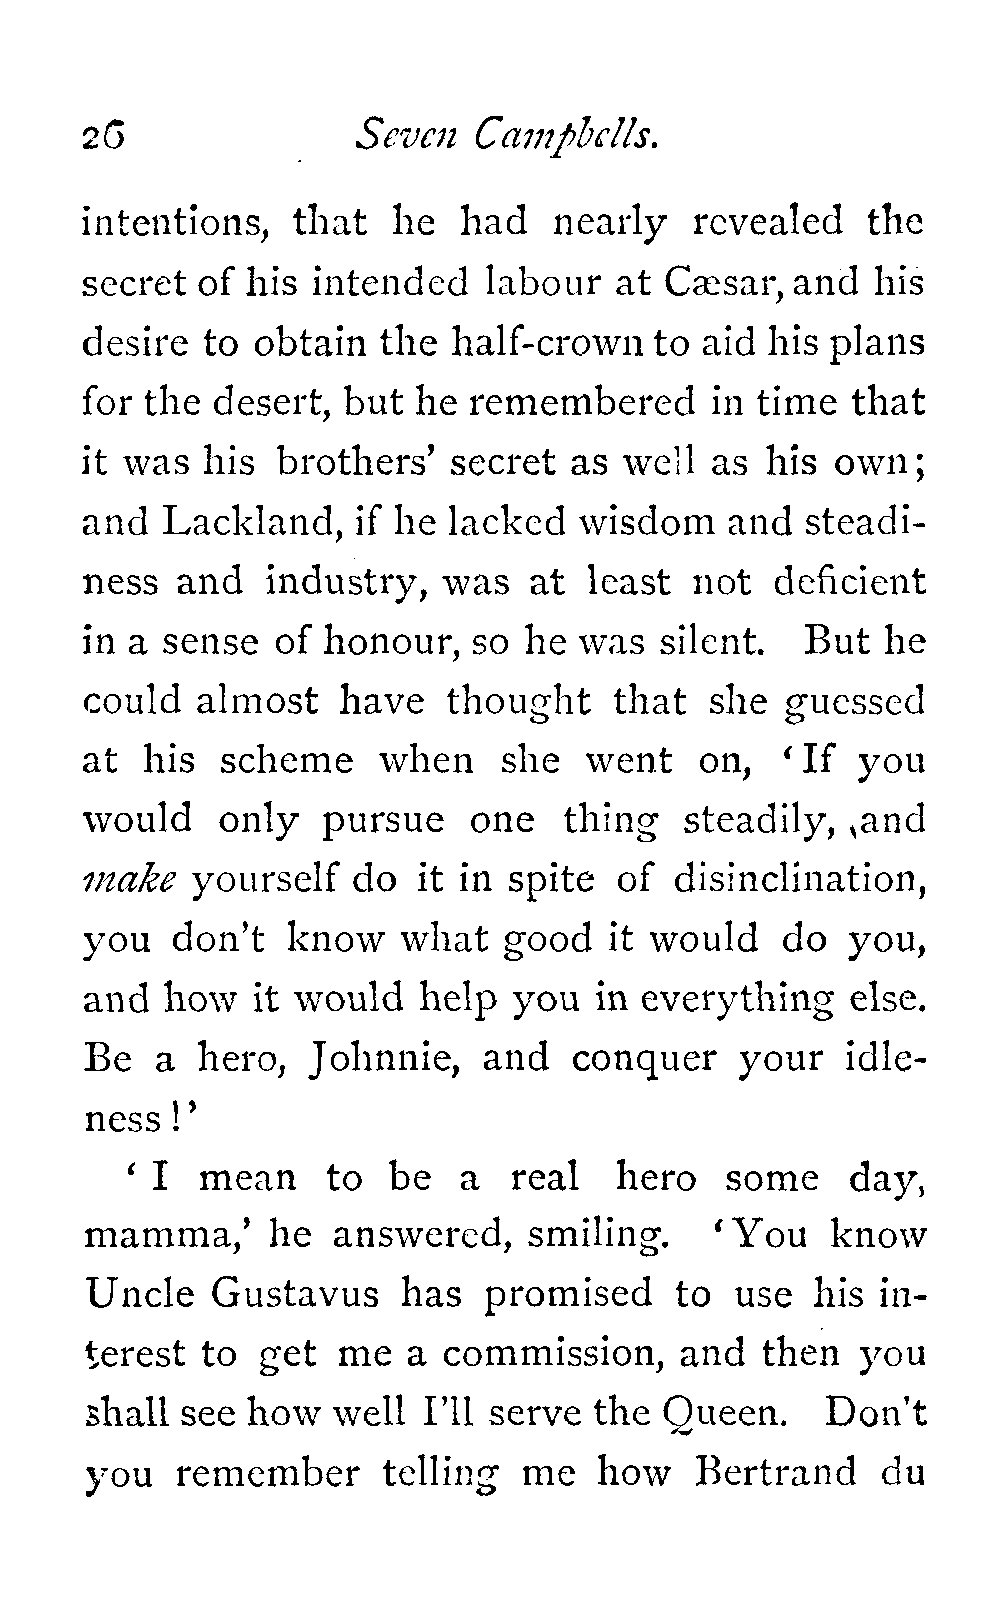 26 Seven Campbells.
intentions, that he had nearly revealed the
secret of his intended labour at Cæsar, and his
desire to obtain the half-crown to aid his plans
for the desert, but he remembered in time that
it was his brothers' secret as well as his own;
and Lackland, if he lacked wisdom and steadi-
ness and industry, was at least not deficient
in a sense of honour, so he was silent. But he
could almost have thought that she guessed
at his scheme when she went on, ‘If you
would only pursue one thing steadily, and
make yourself do it in spite of disinclination,
you don't know what good it would do you,
and how it would help you in everything else.
Be a hero, Johnnie, and conquer your idle-
ness!’
‘I mean to be a real hero some day,
mamma,’ he answered, smiling. ‘You know
Uncle Gustavus has promised to use his in-
terest to get me a commission, and then you
shall see how well I'll serve the Queen. Don't
you remember telling me how Bertrand du